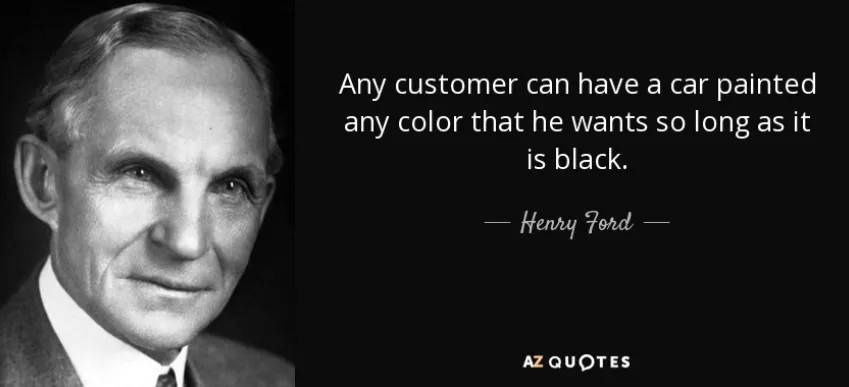 Any customer can have a car painted
any color that he wants so long as it
is black.
— Henry Ford —
AZ QUOTES